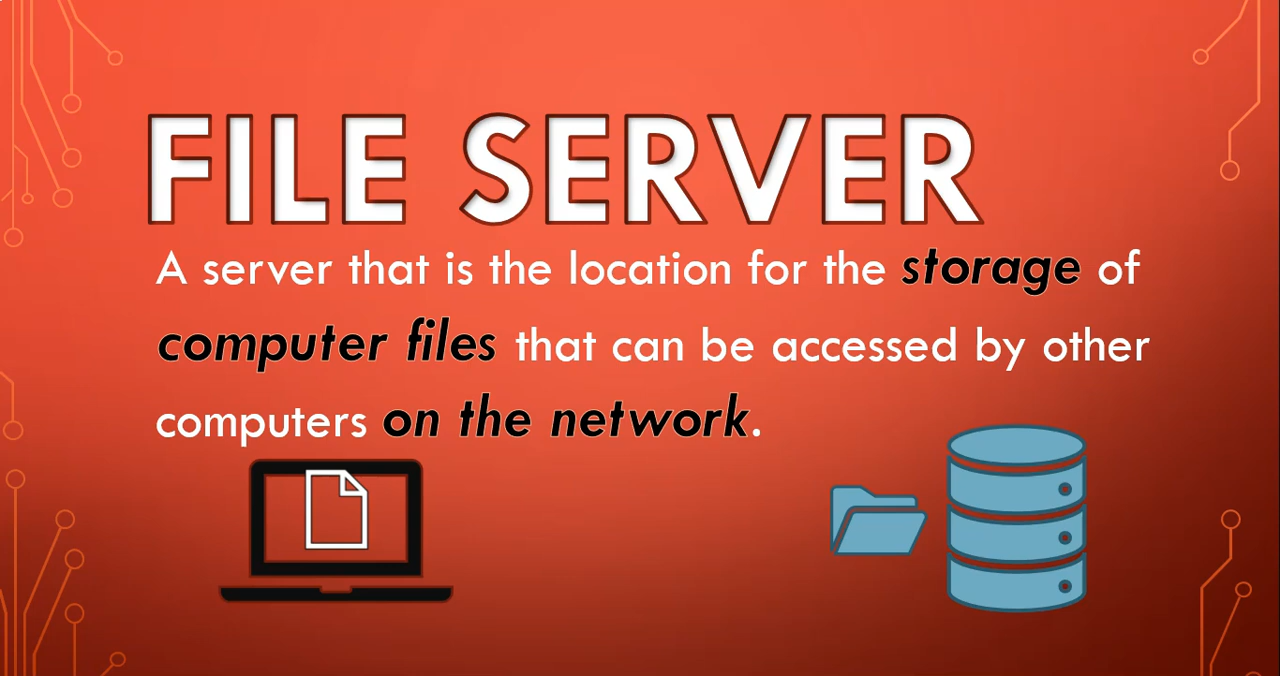 FILE SERVER
A server that is the location for the storage of
computer files that can be accessed by other
computers on the network.